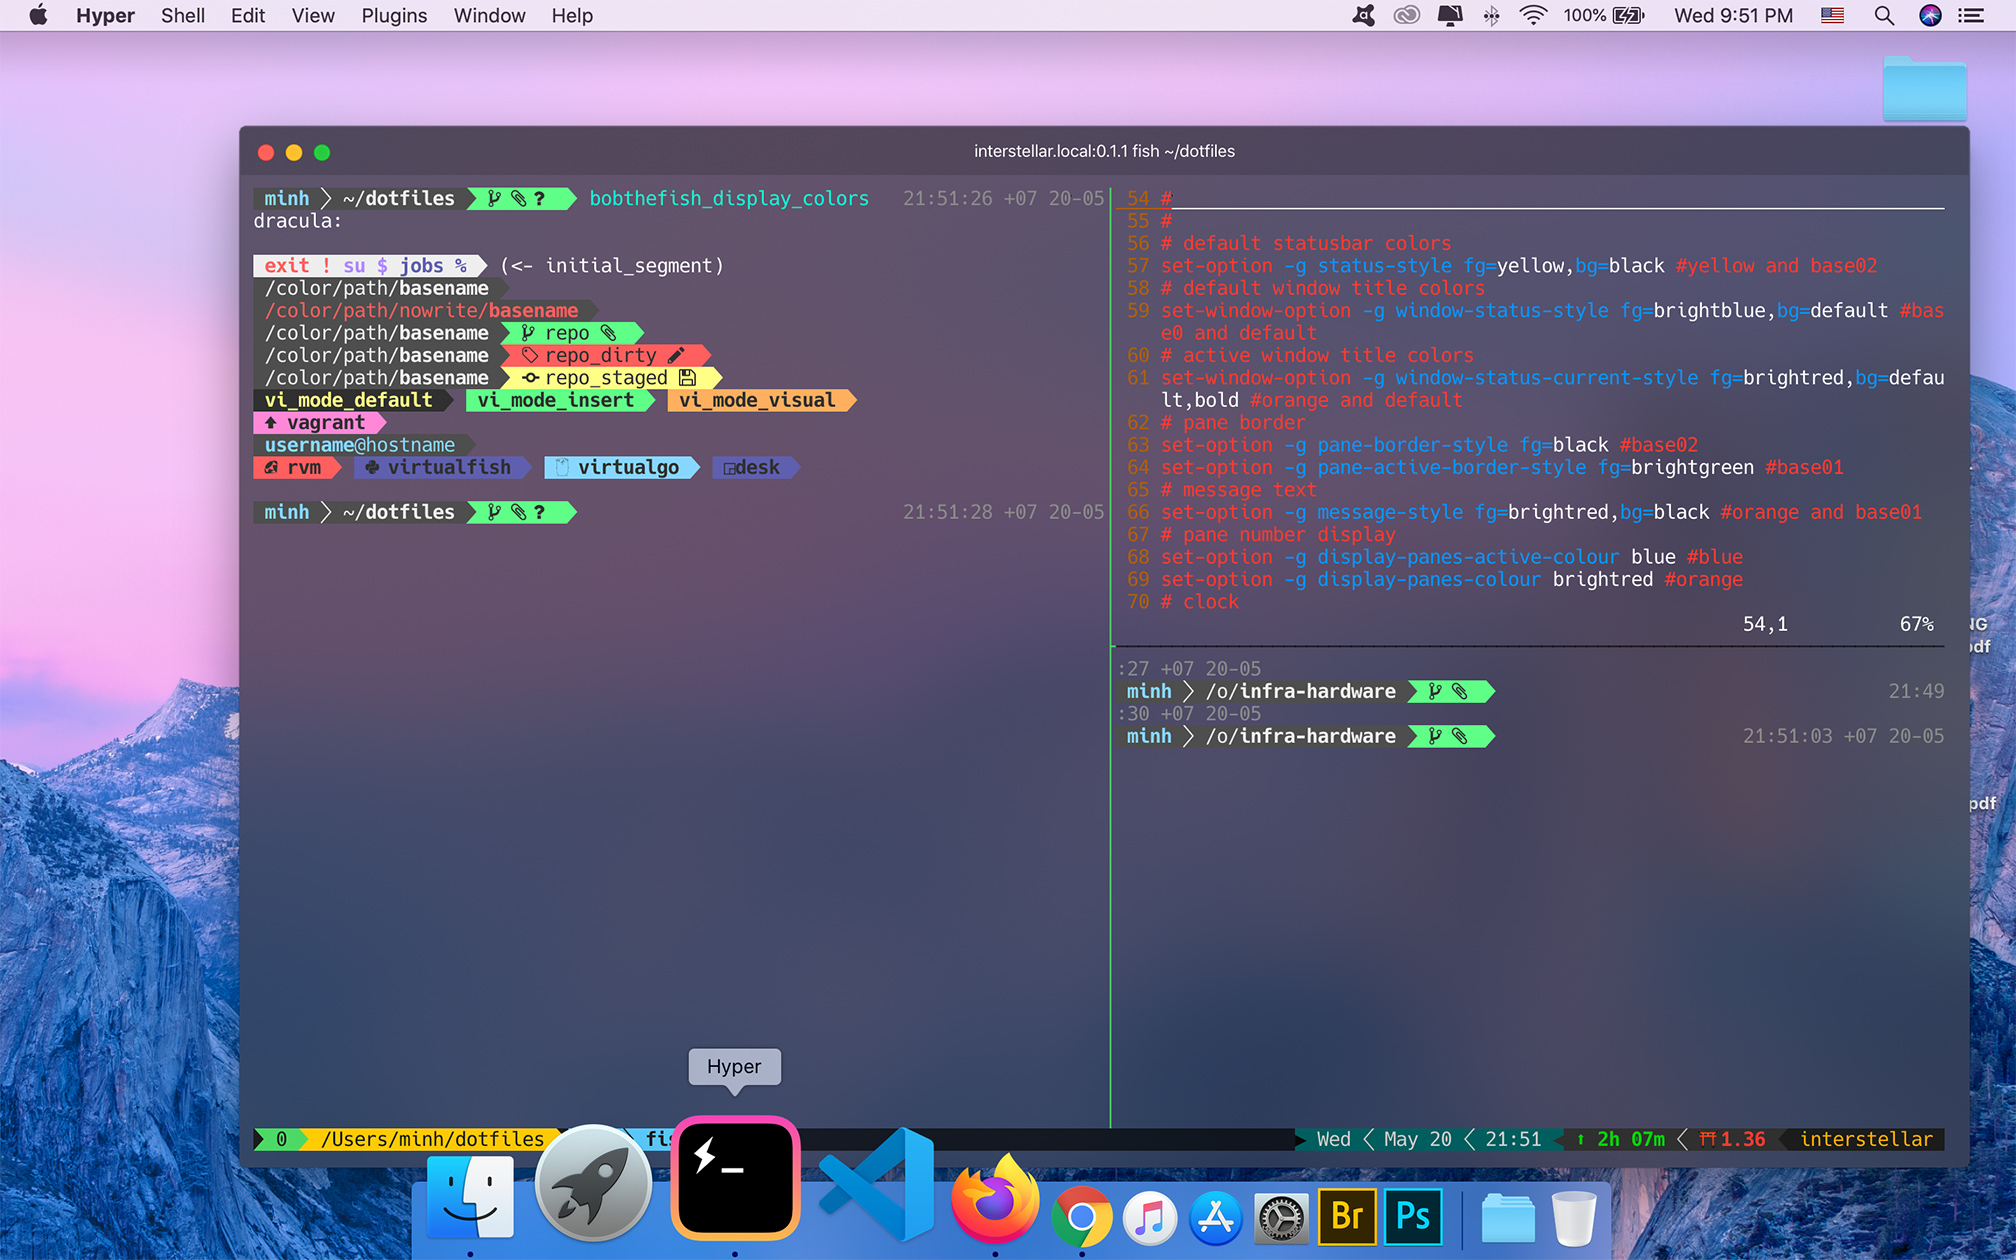 Hyper Shell Edit View Plugins Window Help 100% Wed 9:51 PM
interstellar.local:0.1.1 fish ~/dotfiles
minh ~/dotfiles ? bobthefish_display_colors 21:51:26 +07 20-05
dracula:
exit ! su $ jobs % (<- initial_segment)
/color/path/basename
/color/path/nowrite/basename
/color/path/basename repo
/color/path/basename repo_dirty
/color/path/basename repo_staged
vi_mode_default vi_mode_insert vi_mode_visual
vagrant
username@hostname
rvm virtualfish virtualgo desk
minh ~/dotfiles ? 21:51:28 +07 20-05
54 #
55 #
56 # default statusbar colors
57 set-option -g status-style fg=yellow,bg=black #yellow and base02
58 # default window title colors
59 set-window-option -g window-status-style fg=brightblue,bg=default #bas
e0 and default
60 # active window title colors
61 set-window-option -g window-status-current-style fg=brightred,bg=defau
lt,bold #orange and default
62 # pane border
63 set-option -g pane-border-style fg=black #base02
64 set-option -g pane-active-border-style fg=brightgreen #base01
65 # message text
66 set-option -g message-style fg=brightred,bg=black #orange and base01
67 # pane number display
68 set-option -g display-panes-active-colour blue #blue
69 set-option -g display-panes-colour brightred #orange
70 # clock
54,1 67%
:27 +07 20-05
minh /o/infra-hardware 21:49
:30 +07 20-05
minh /o/infra-hardware 21:51:03 +07 20-05
NG
pdf
pdf
Hyper
0 /Users/minh/dotfiles fis Wed May 20 21:51 ↑ 2h 07m 1.36 interstellar
Br Ps